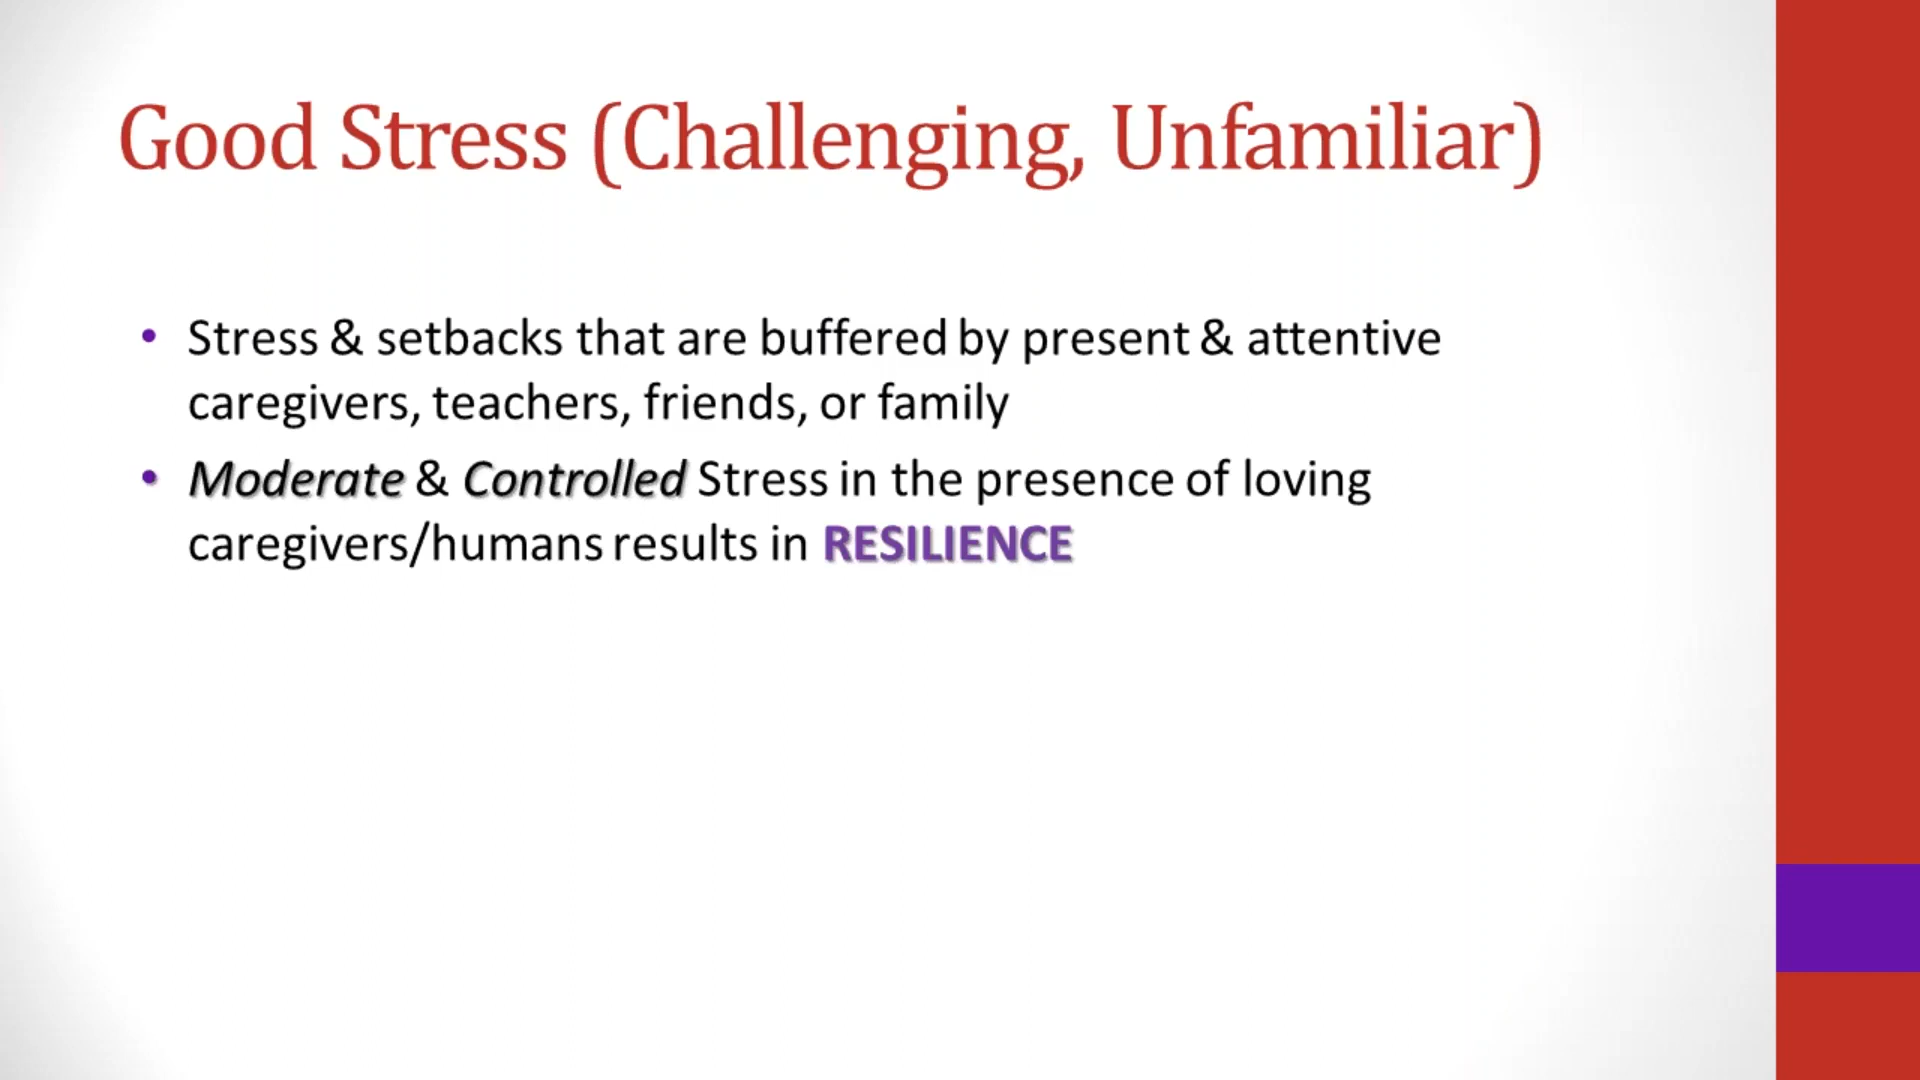 Good Stress (Challenging, Unfamiliar)
• Stress & setbacks that are buffered by present & attentive
caregivers, teachers, friends, or family
• Moderate & Controlled Stress in the presence of loving
caregivers/humans results in RESILIENCE